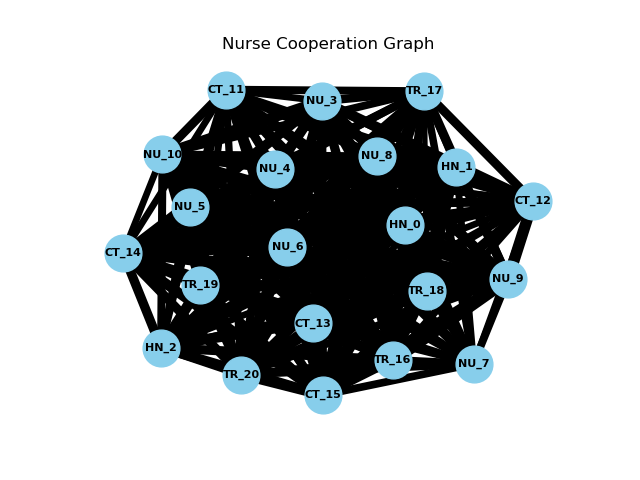 Nurse Cooperation Graph
CT_11
TR_17
NU_3
NU_10
NU_8
NU_4
HN_1
CT_12
NU_5
HN_0
NU_6
CT_14
NU_9
TR_19
TR_18
CT_13
HN_2
TR_16
NU_7
TR_20
CT_15